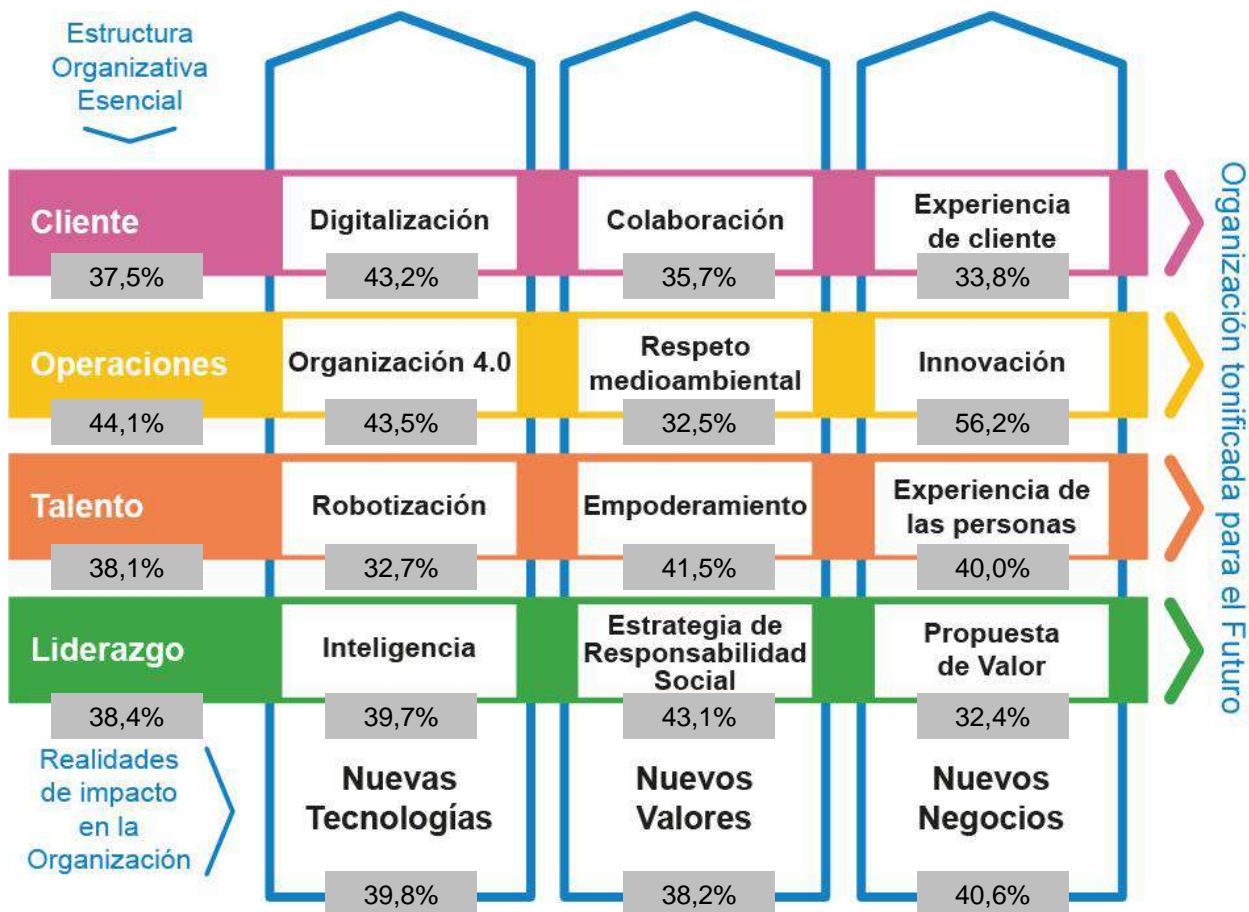 Estructura
Organizativa
Esencial
Cliente
37,5%
Digitalización
43,2%
Colaboración
35,7%
Experiencia
de cliente
33,8%
Operaciones
44,1%
Organización 4.0
43,5%
Respeto
medioambiental
32,5%
Innovación
56,2%
Talento
38,1%
Robotización
32,7%
Empoderamiento
41,5%
Experiencia de
las personas
40,0%
Liderazgo
38,4%
Inteligencia
39,7%
Estrategia de
Responsabilidad
Social
43,1%
Propuesta
de Valor
32,4%
Realidades
de impacto
en la
Organización
Nuevas
Tecnologías
39,8%
Nuevos
Valores
38,2%
Nuevos
Negocios
40,6%
Organización tonificada para el Futuro